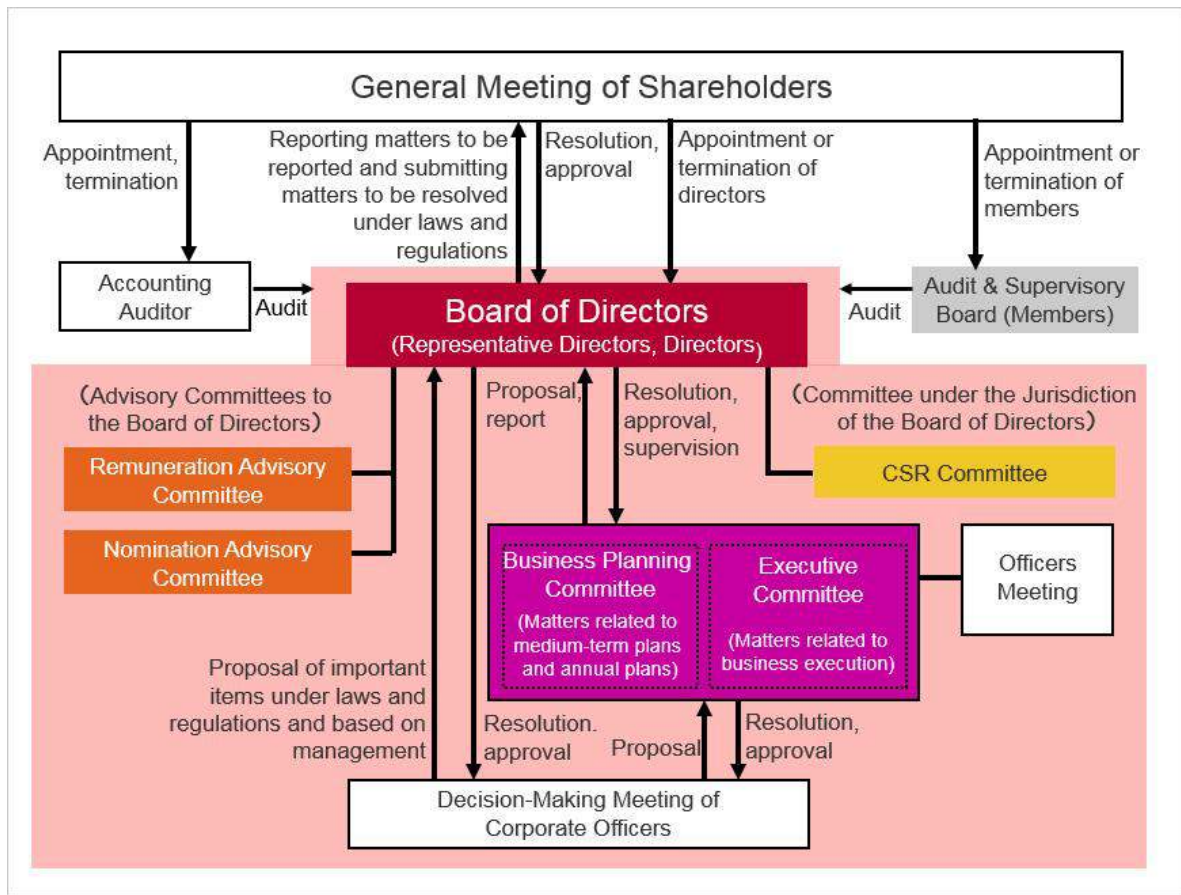 General Meeting of Shareholders
Appointment,
termination
Reporting matters to be
reported and submitting
matters to be resolved
under laws and
regulations
Resolution,
approval
Appointment or
termination of
directors
Appointment or
termination of
members
Accounting
Auditor
Audit
Board of Directors
(Representative Directors, Directors)
Audit
Audit & Supervisory
Board (Members)
(Advisory Committees to
the Board of Directors)
Remuneration Advisory
Committee
Nomination Advisory
Committee
Proposal,
report
Resolution,
approval,
supervision
(Committee under the Jurisdiction
of the Board of Directors)
CSR Committee
Business Planning
Committee
(Matters related to
medium-term plans
and annual plans)
Executive
Committee
(Matters related to
business execution)
Officers
Meeting
Proposal of important
items under laws and
regulations and based on
management
Resolution.
approval
Proposal
Resolution,
approval
Decision-Making Meeting of
Corporate Officers